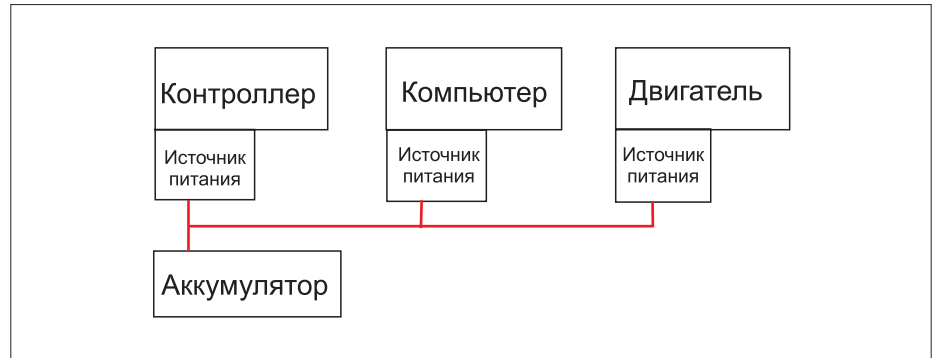 Контроллер
Компьютер
Двигатель
Источник
питания
Источник
питания
Источник
питания
Аккумулятор